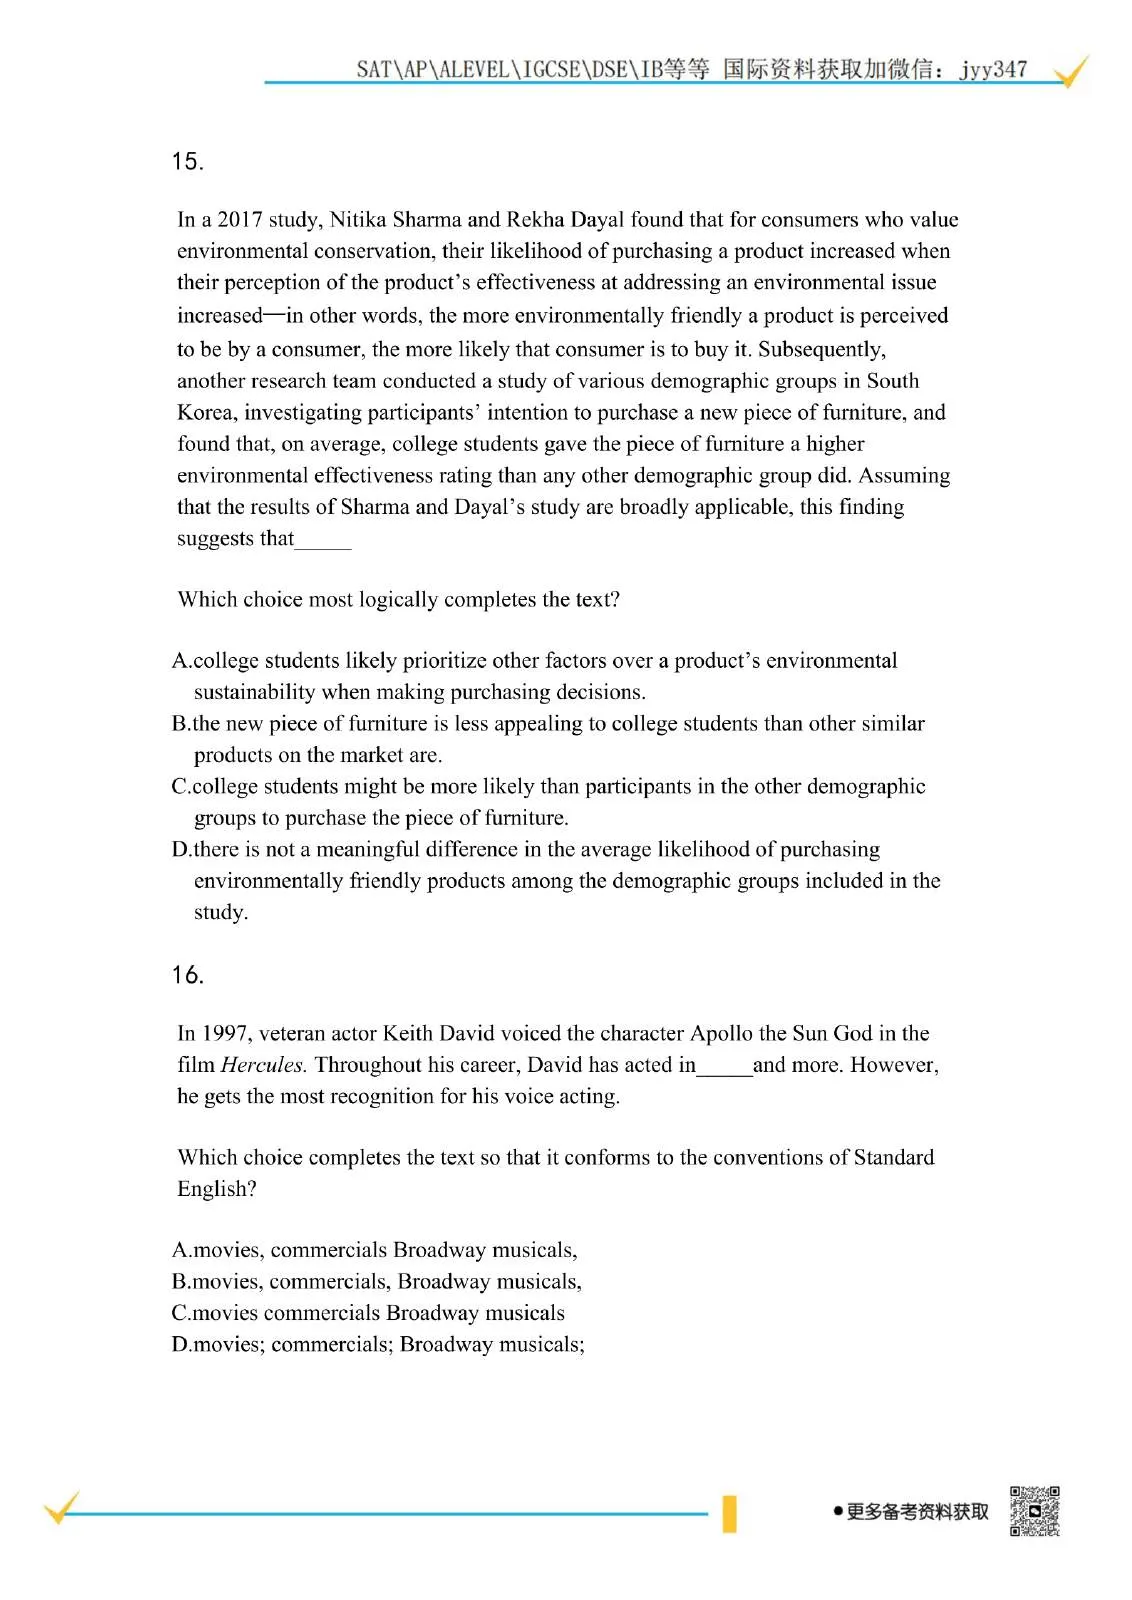 SAT\AP\ALEVEL\IGCSE\DSE\IB等等 国际资料获取加微信：jyy347
15.
In a 2017 study, Nitika Sharma and Rekha Dayal found that for consumers who value
environmental conservation, their likelihood of purchasing a product increased when
their perception of the product’s effectiveness at addressing an environmental issue
increased—in other words, the more environmentally friendly a product is perceived
to be by a consumer, the more likely that consumer is to buy it. Subsequently,
another research team conducted a study of various demographic groups in South
Korea, investigating participants’ intention to purchase a new piece of furniture, and
found that, on average, college students gave the piece of furniture a higher
environmental effectiveness rating than any other demographic group did. Assuming
that the results of Sharma and Dayal’s study are broadly applicable, this finding
suggests that_____
Which choice most logically completes the text?
A.college students likely prioritize other factors over a product’s environmental
sustainability when making purchasing decisions.
B.the new piece of furniture is less appealing to college students than other similar
products on the market are.
C.college students might be more likely than participants in the other demographic
groups to purchase the piece of furniture.
D.there is not a meaningful difference in the average likelihood of purchasing
environmentally friendly products among the demographic groups included in the
study.
16.
In 1997, veteran actor Keith David voiced the character Apollo the Sun God in the
film Hercules. Throughout his career, David has acted in_____and more. However,
he gets the most recognition for his voice acting.
Which choice completes the text so that it conforms to the conventions of Standard
English?
A.movies, commercials Broadway musicals,
B.movies, commercials, Broadway musicals,
C.movies commercials Broadway musicals
D.movies; commercials; Broadway musicals;
●更多备考资料获取